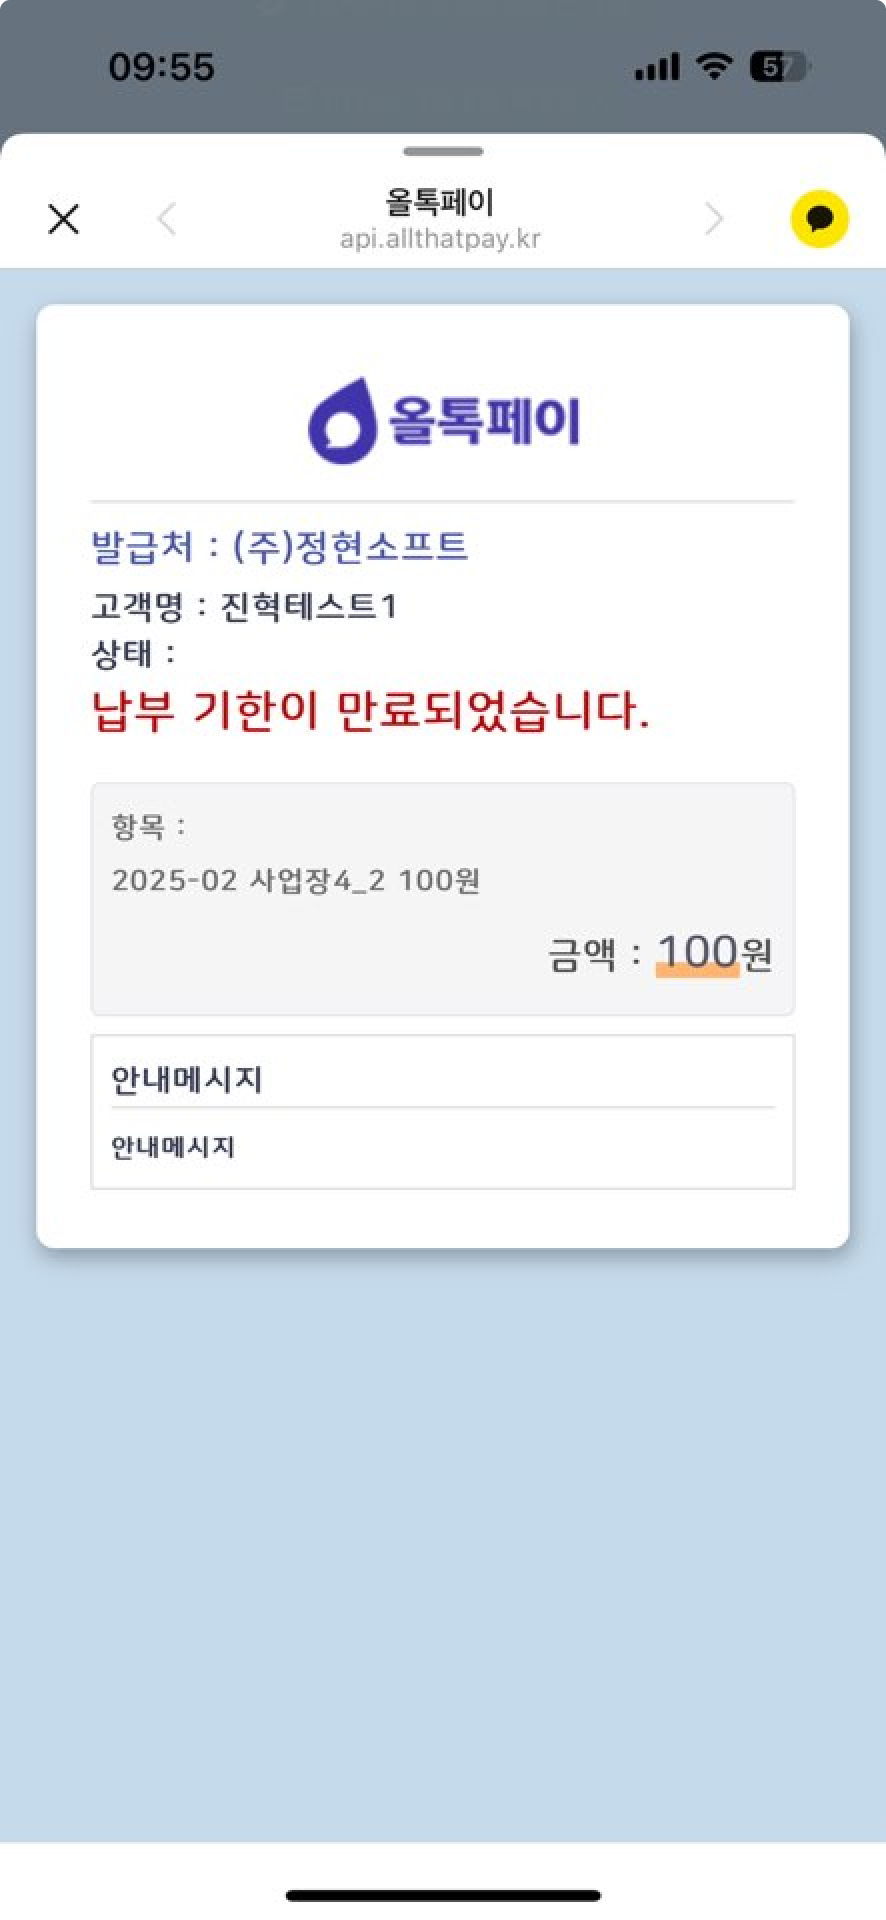 09:55
57
올톡페이
api.allthatpay.kr
올톡페이
발급처 : (주)정현소프트
고객명 : 진혁테스트1
상태 :
납부 기한이 만료되었습니다.
항목 :
2025-02 사업장4_2 100원
금액 : 100원
안내메시지
안내메시지